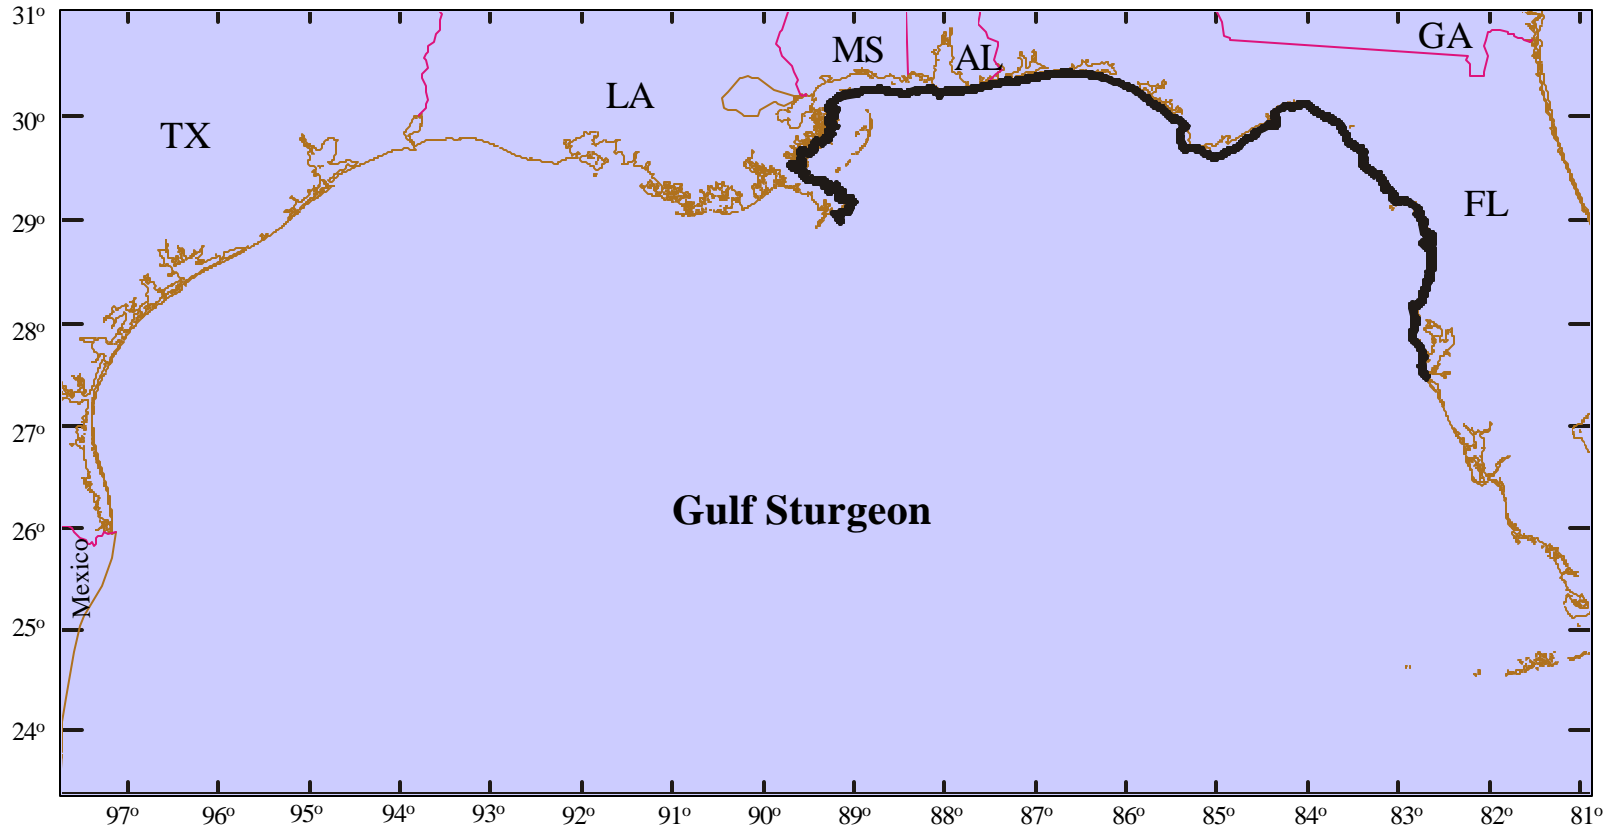 31º
GA
MS
AL
LA
30º
TX
FL
29º
28º
27º
Gulf Sturgeon
26º
Mexico
25º
24º
97º 96º 95º 94º 93º 92º 91º 90º 89º 88º 87º 86º 85º 84º 83º 82º 81º